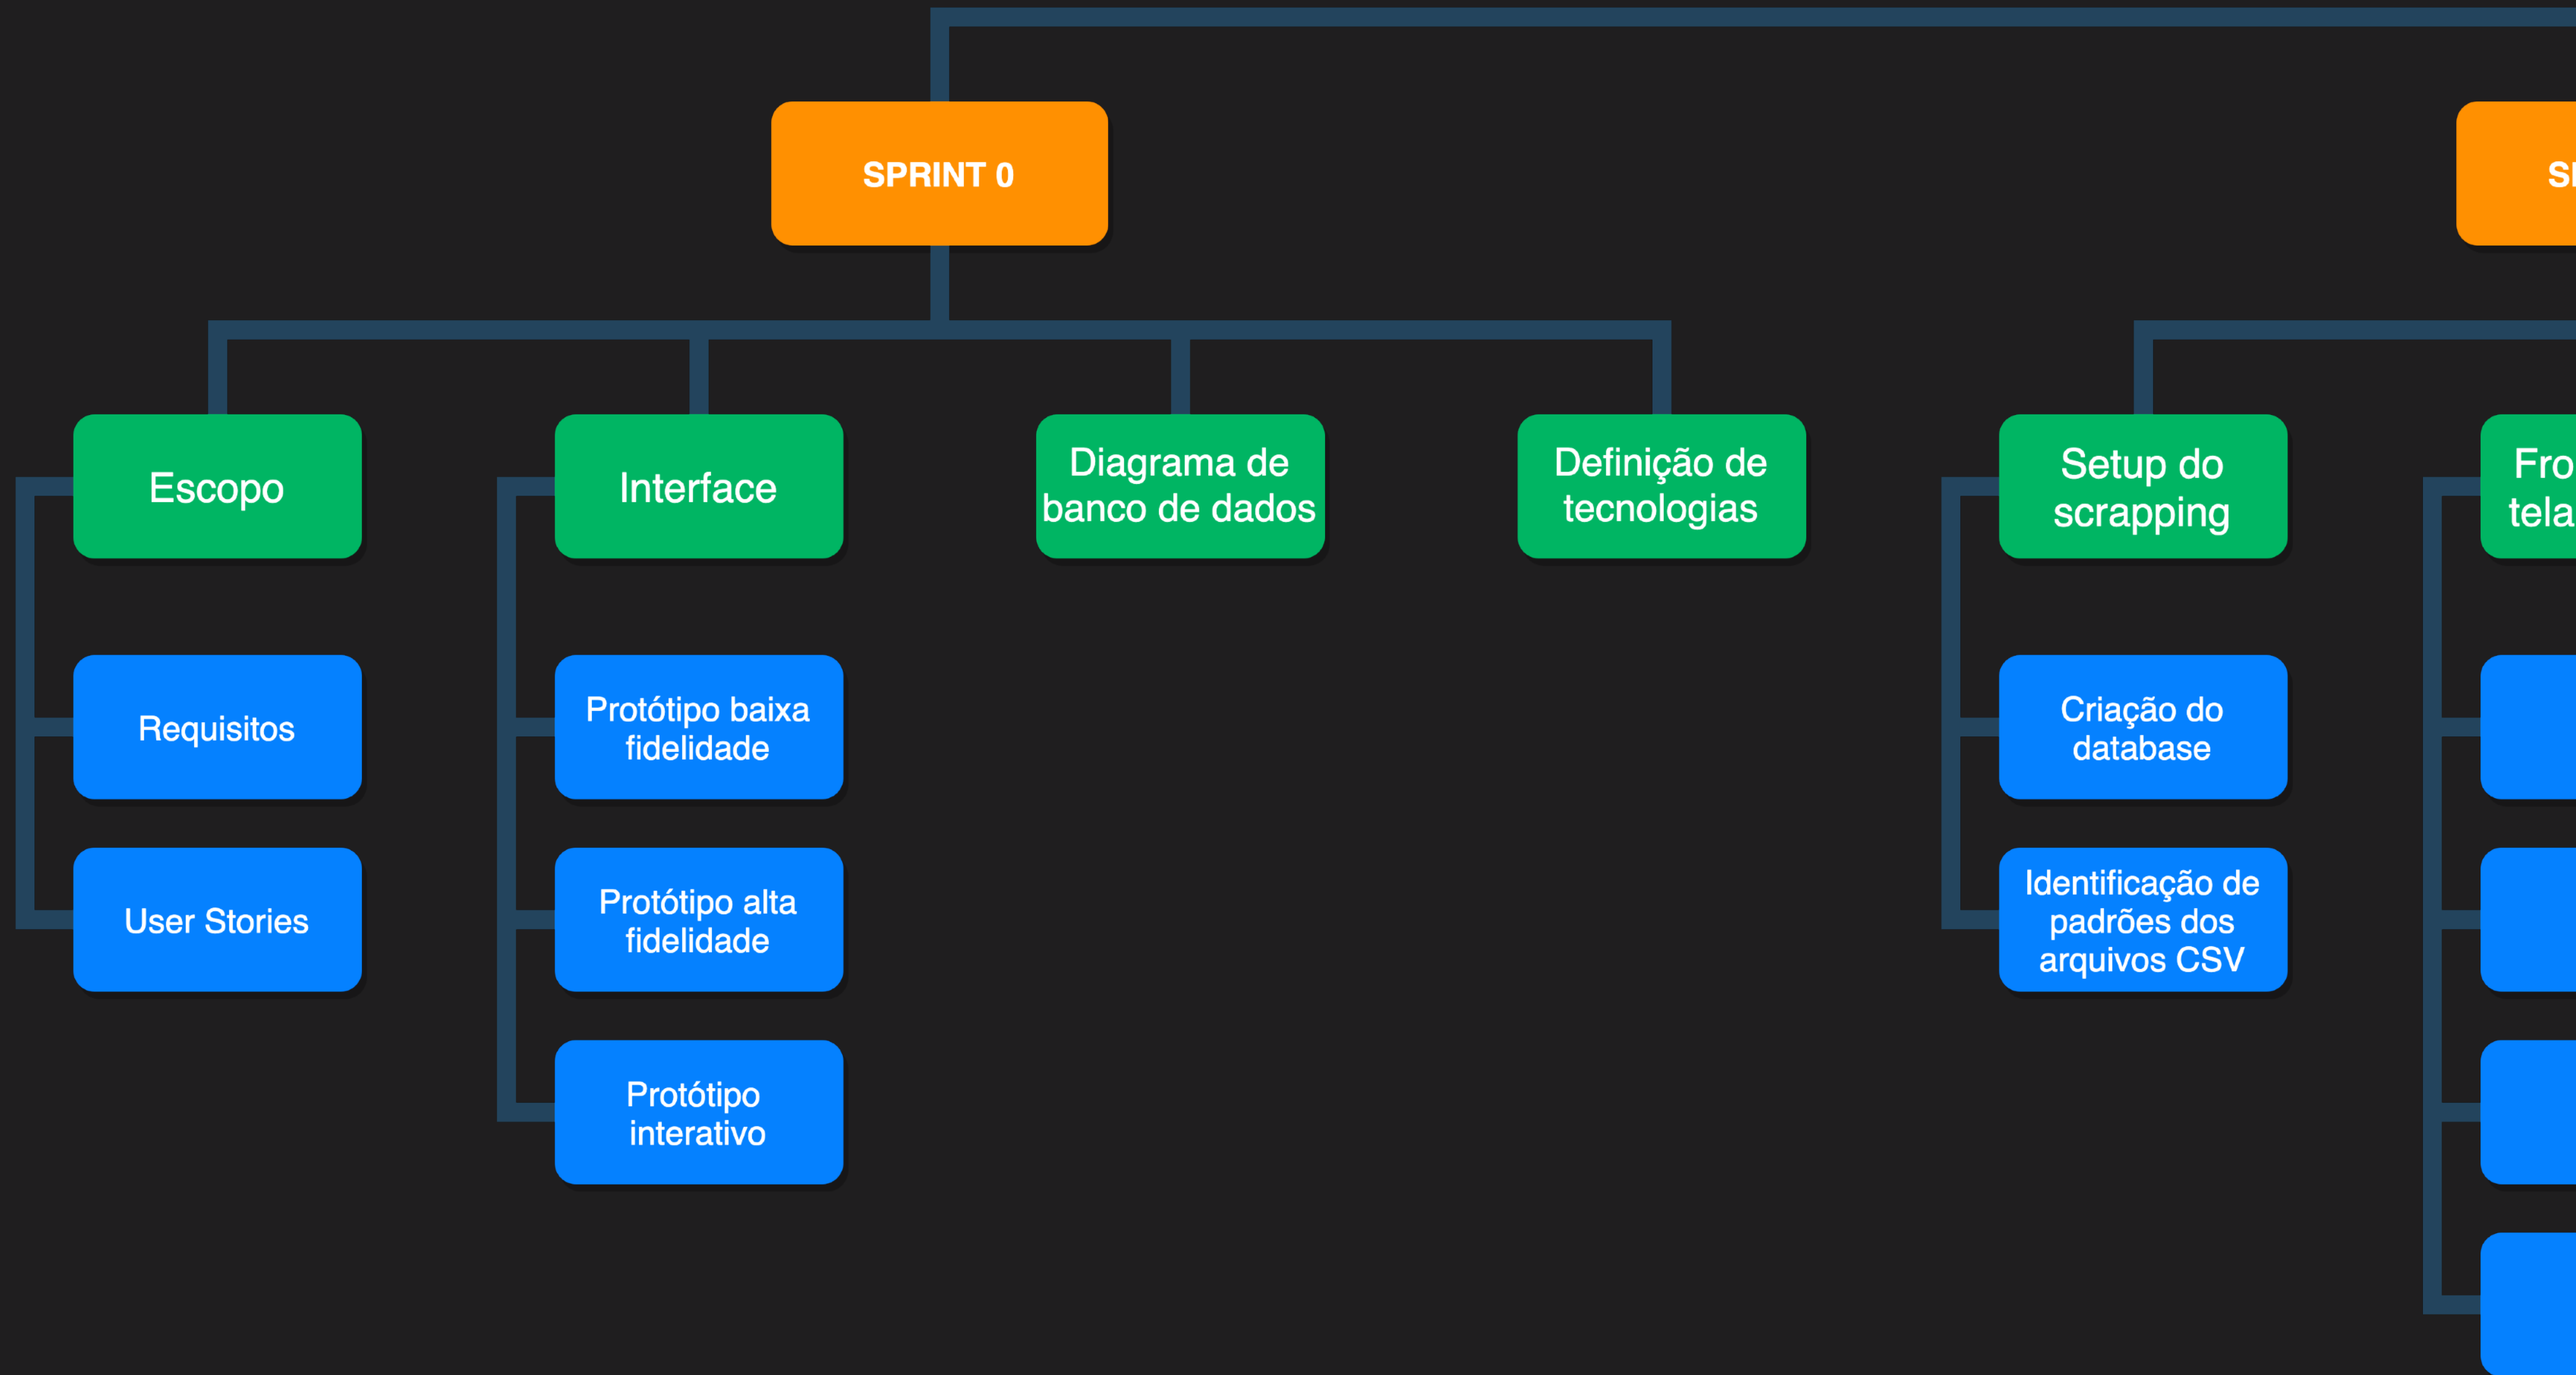 SPRINT 0
Escopo
Interface
Diagrama de
banco de dados
Definição de
tecnologias
Setup do
scrapping
Requisitos
Protótipo baixa
fidelidade
Criação do
database
User Stories
Protótipo alta
fidelidade
Identificação de
padrões dos
arquivos CSV
Protótipo
interativo